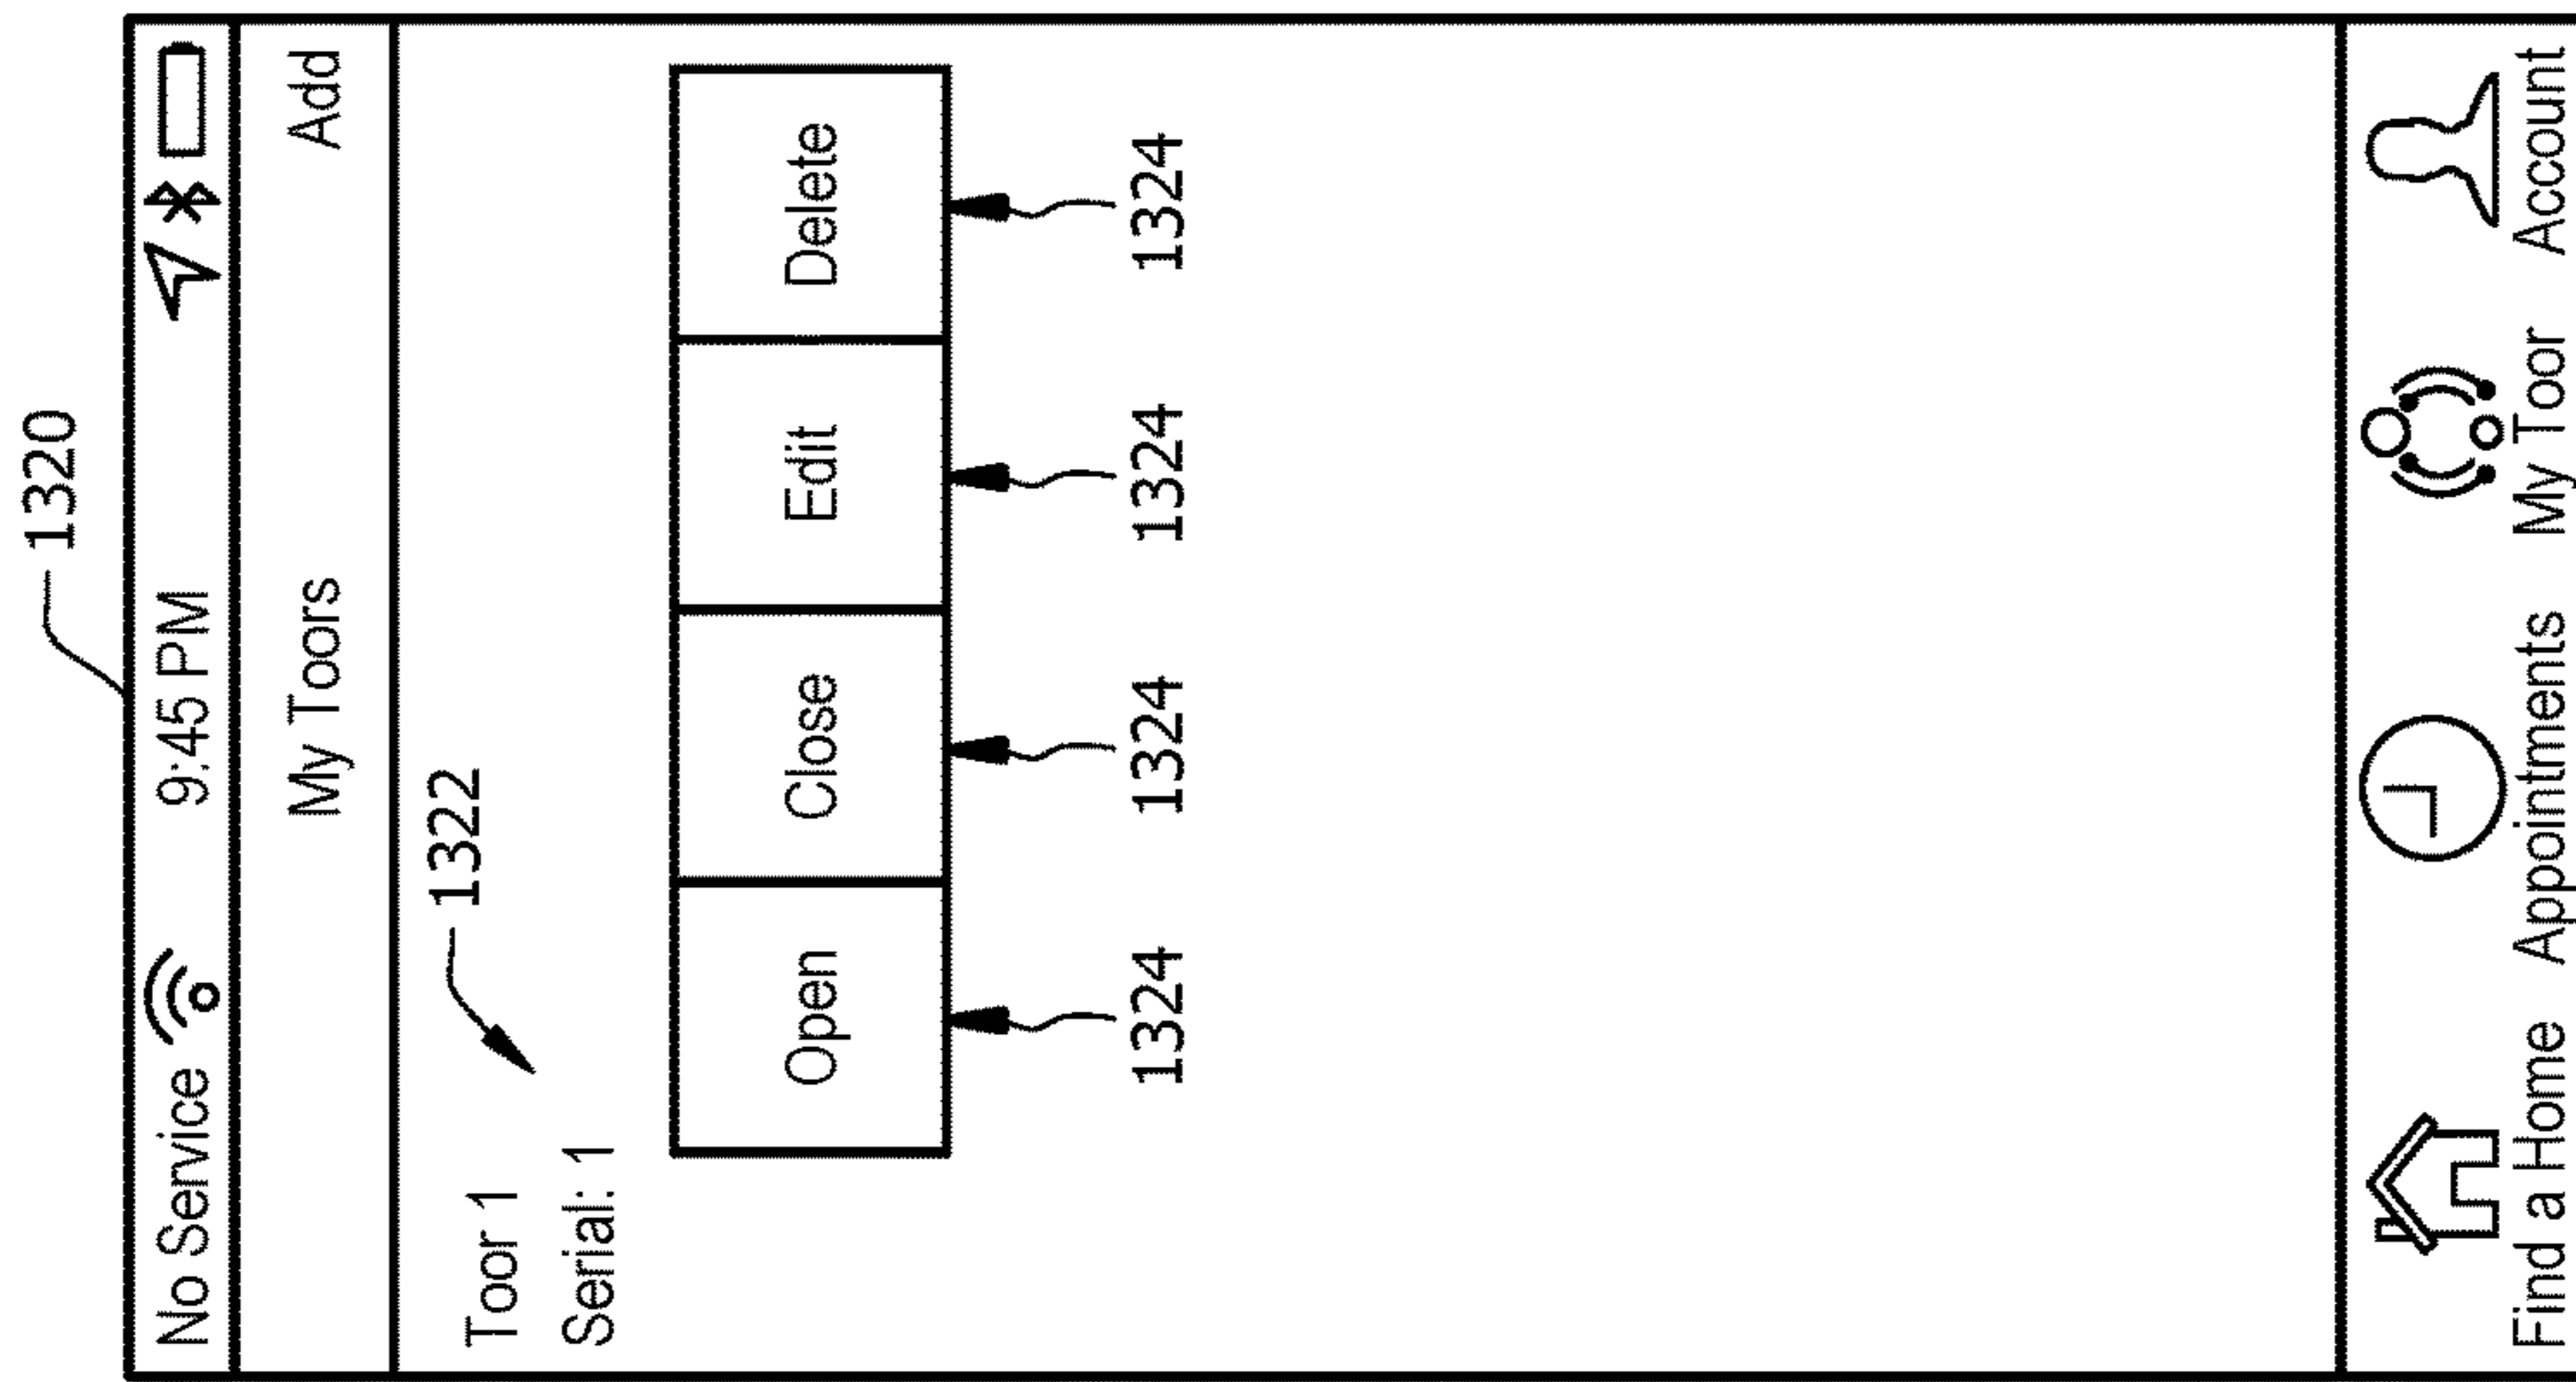 1320
No Service 9:45 PM
My Toors Add
1322
Toor 1
Serial: 1
Open Close Edit Delete
1324 1324 1324 1324
Find a Home Appointments My Toor Account